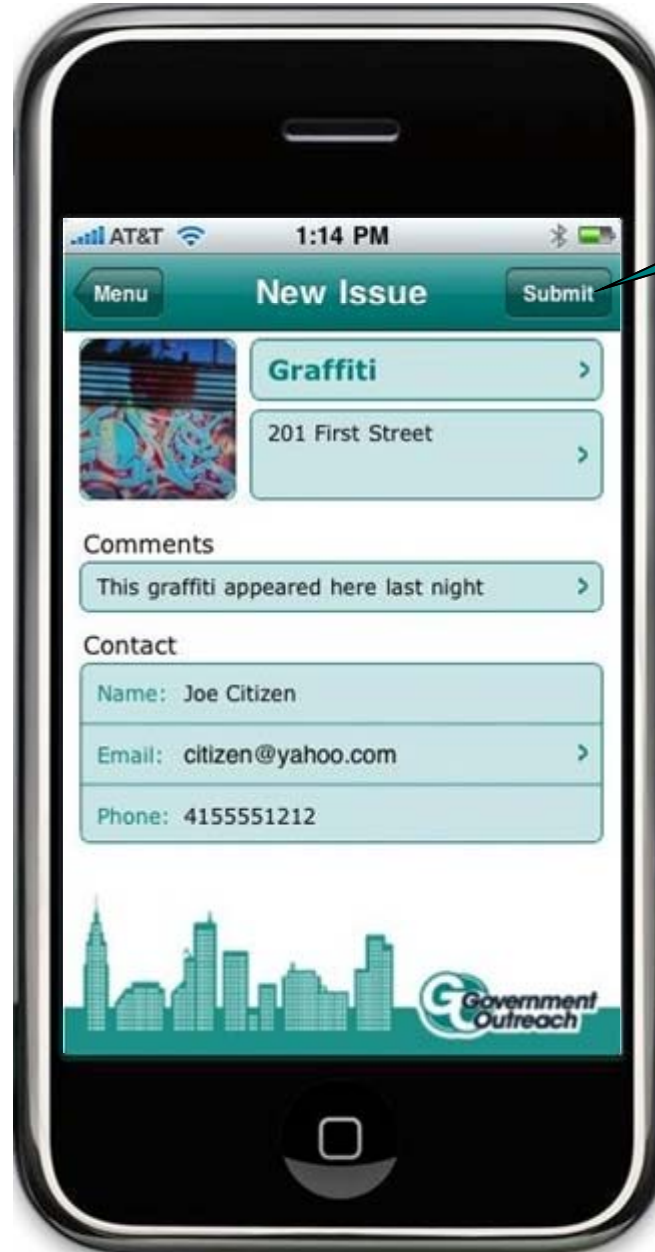 AT&T 1:14 PM
Menu New Issue Submit
Graffiti >
201 First Street >
Comments
This graffiti appeared here last night >
Contact
Name: Joe Citizen
Email: citizen@yahoo.com >
Phone: 4155551212
Government
Outreach